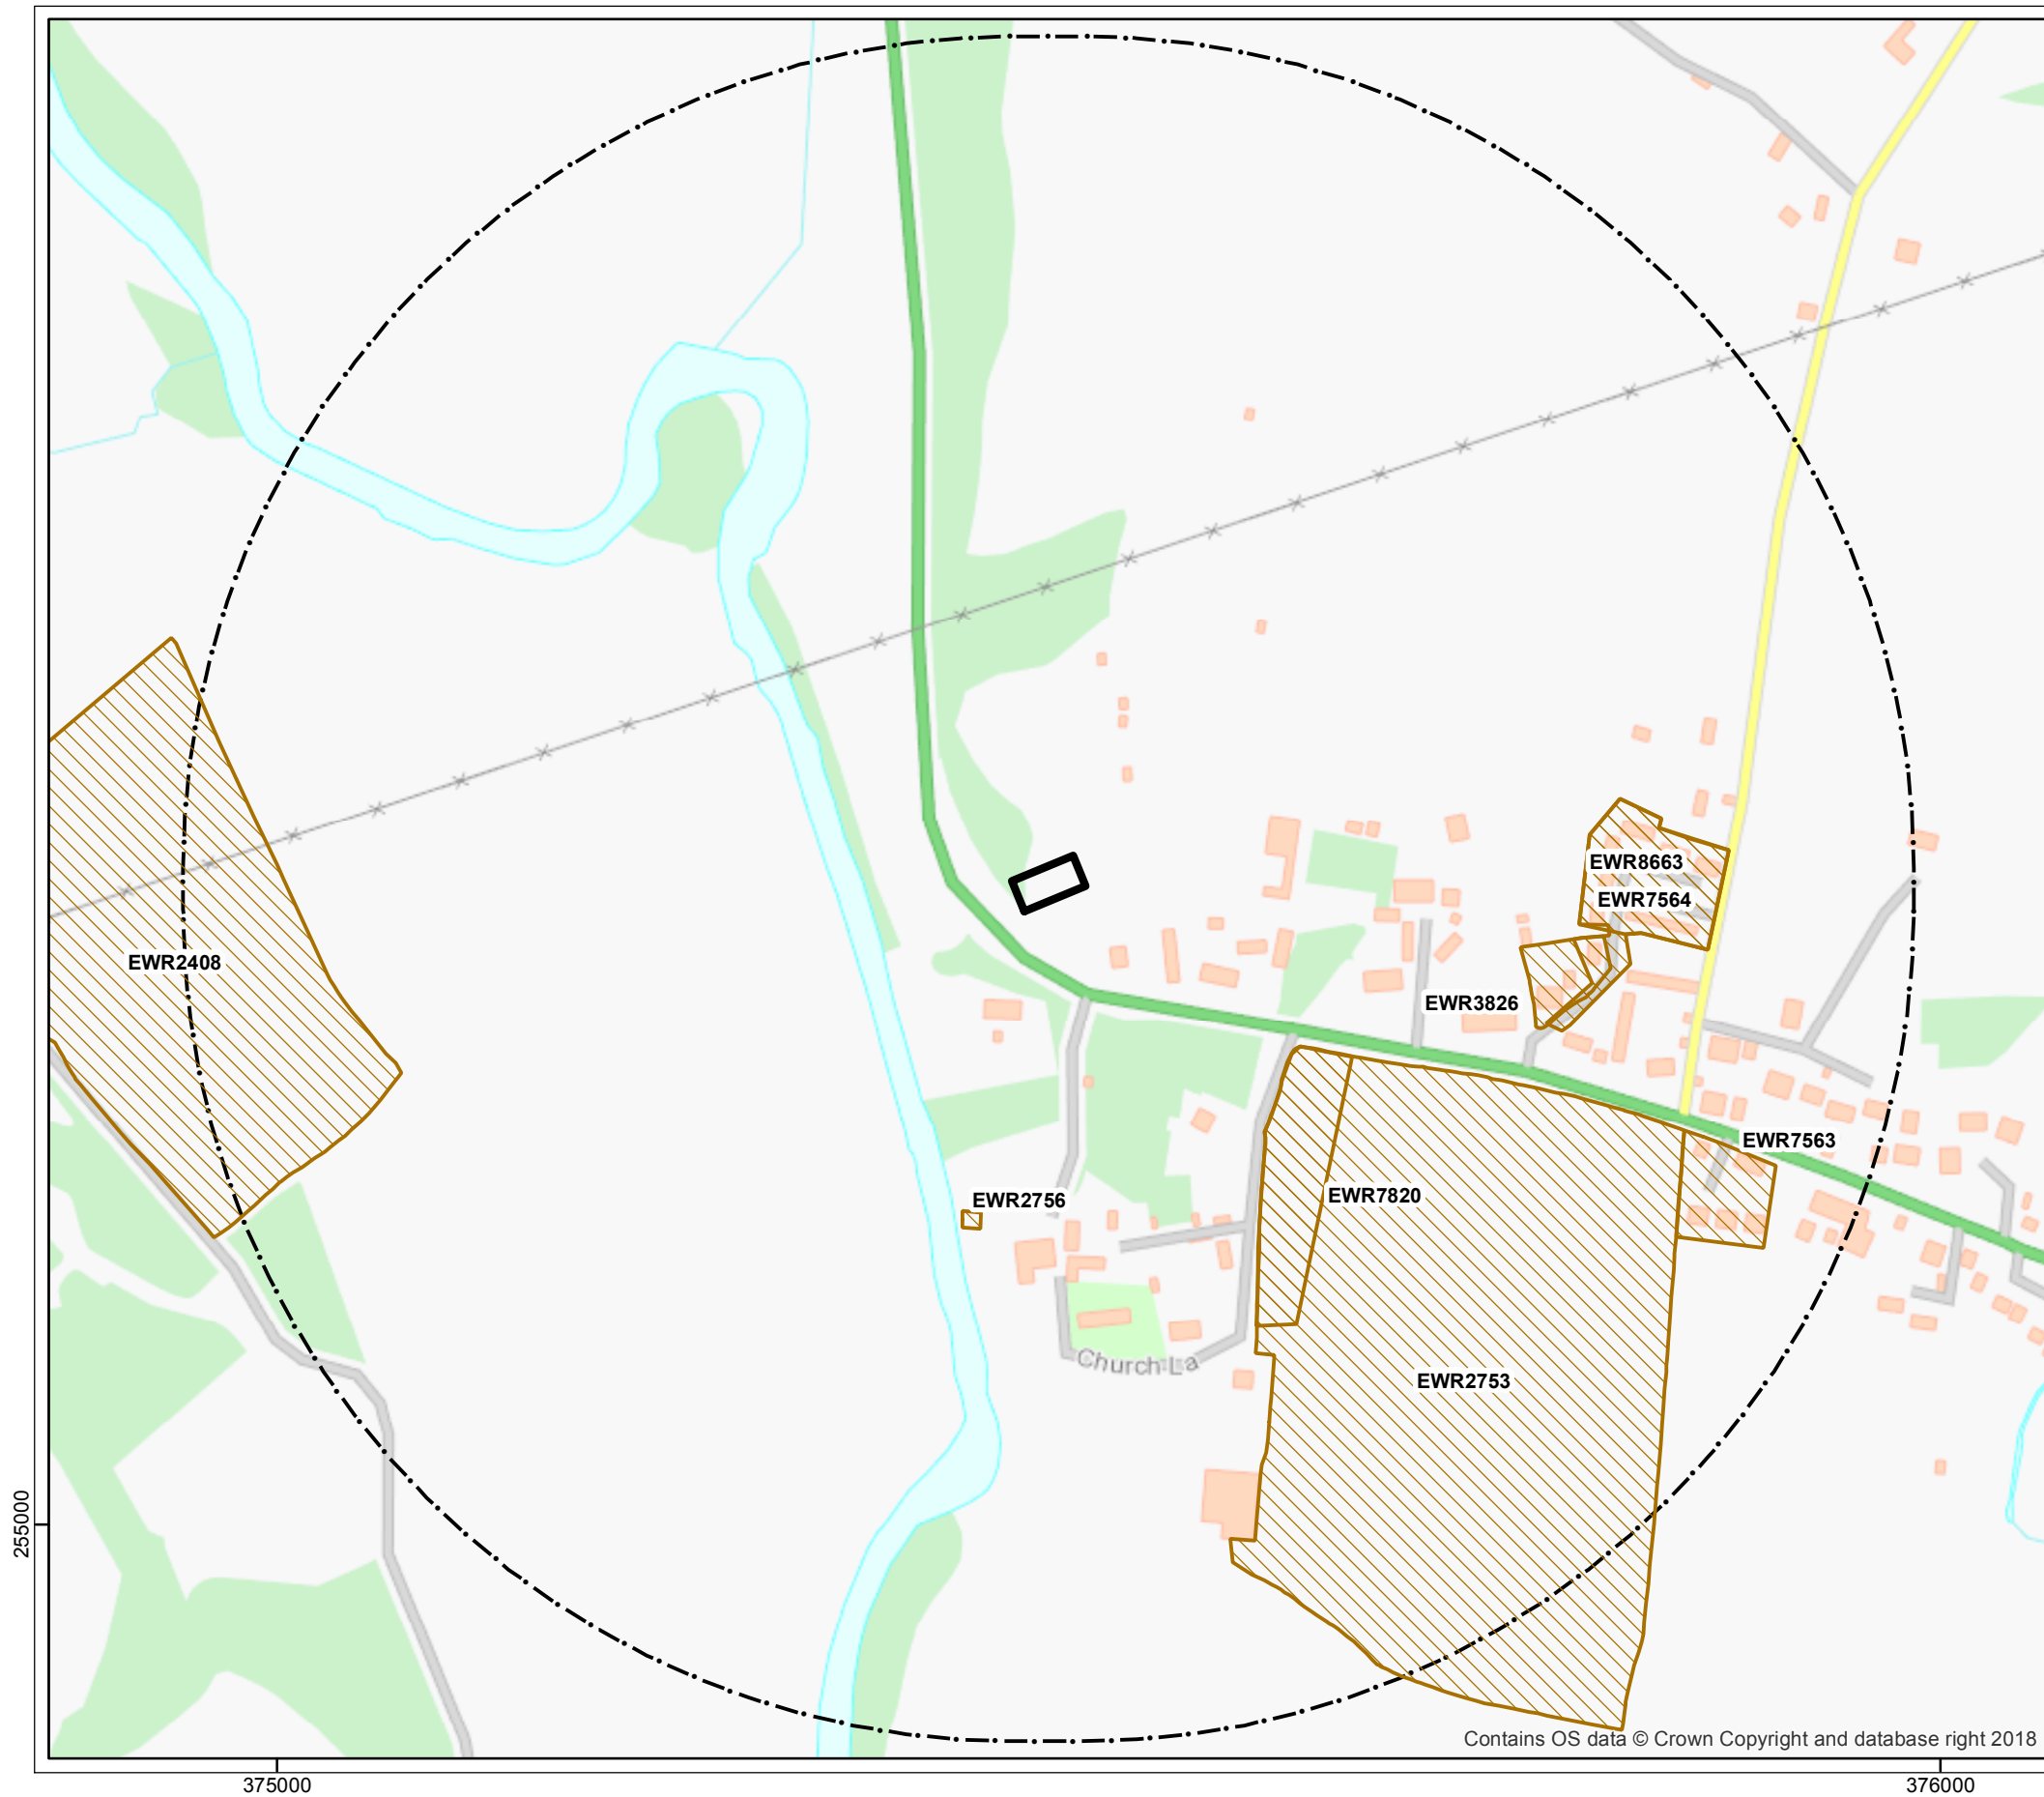 EWR8663
EWR7564
EWR2408
EWR3826
EWR7563
EWR7820
EWR2756
Church La
EWR2753
255000
Contains OS data © Crown Copyright and database right 2018
375000
376000